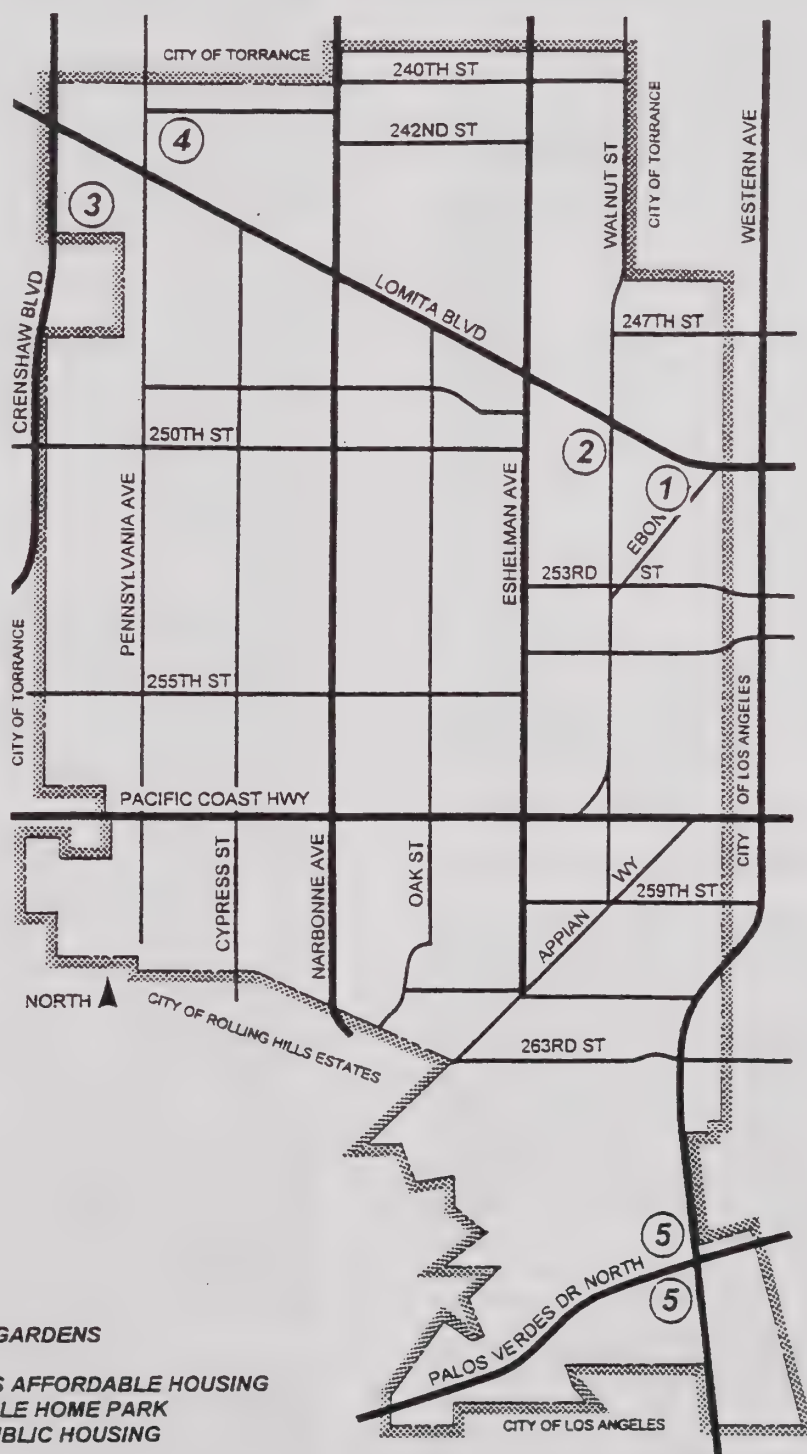 CITY OF TORRANCE
240TH ST
4
242ND ST
3
WALNUT ST
CITY OF TORRANCE
WESTERN AVE
CRENSHAW BLVD
LOMITA BLVD
247TH ST
250TH ST
2
1
PENNSYLVANIA AVE
ESHELMAN AVE
253RD ST
CITY OF TORRANCE
255TH ST
CITY OF LOS ANGELES
PACIFIC COAST HWY
CYPRESS ST
NARBONNE AVE
OAK ST
APPIAN WY
259TH ST
NORTH
CITY OF ROLLING HILLS ESTATES
263RD ST
5
PALOS VERDES DR NORTH
5
GARDENS
AFFORDABLE HOUSING
LE HOME PARK
BLIC HOUSING
CITY OF LOS ANGELES